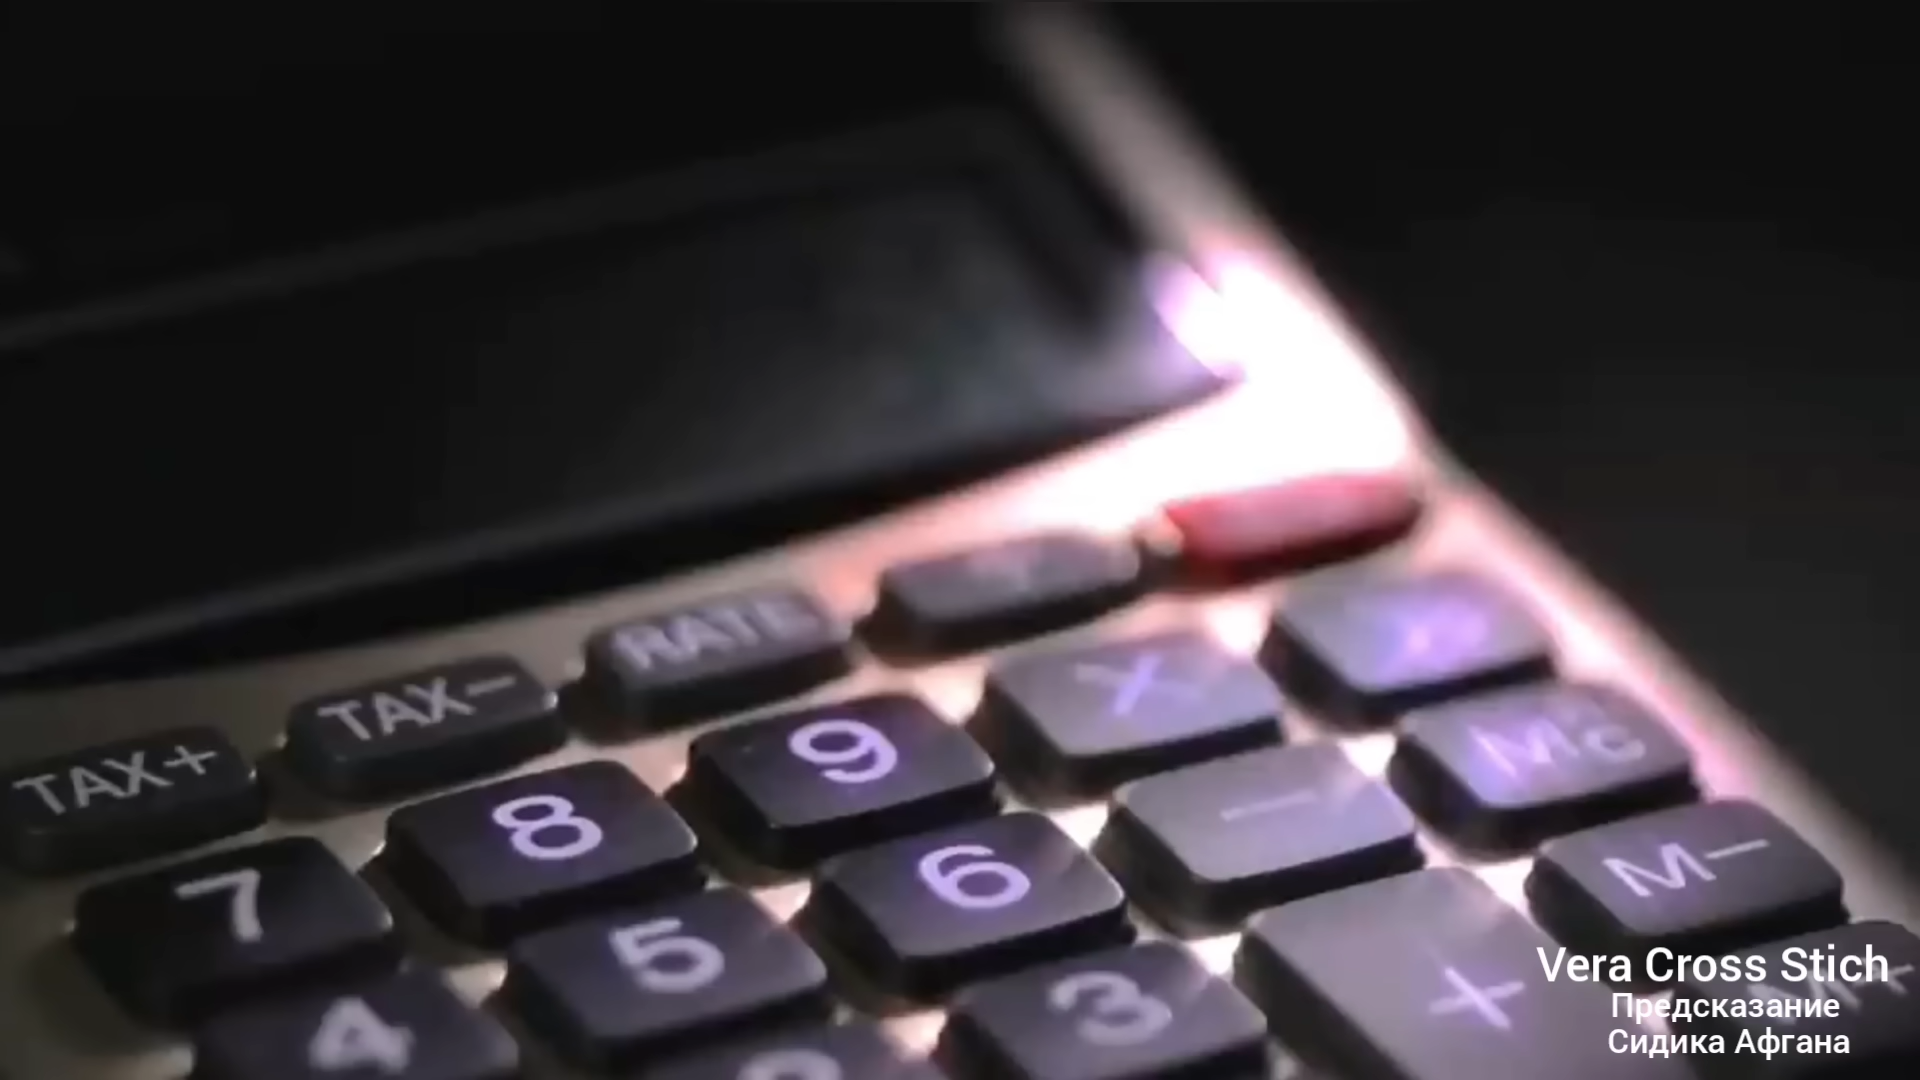 RATE
TAX-
TAX+
9
X
Mc
8
-
6
M-
7
5
+
4
3
Vera Cross Stich
Предсказание
Сидика Афгана